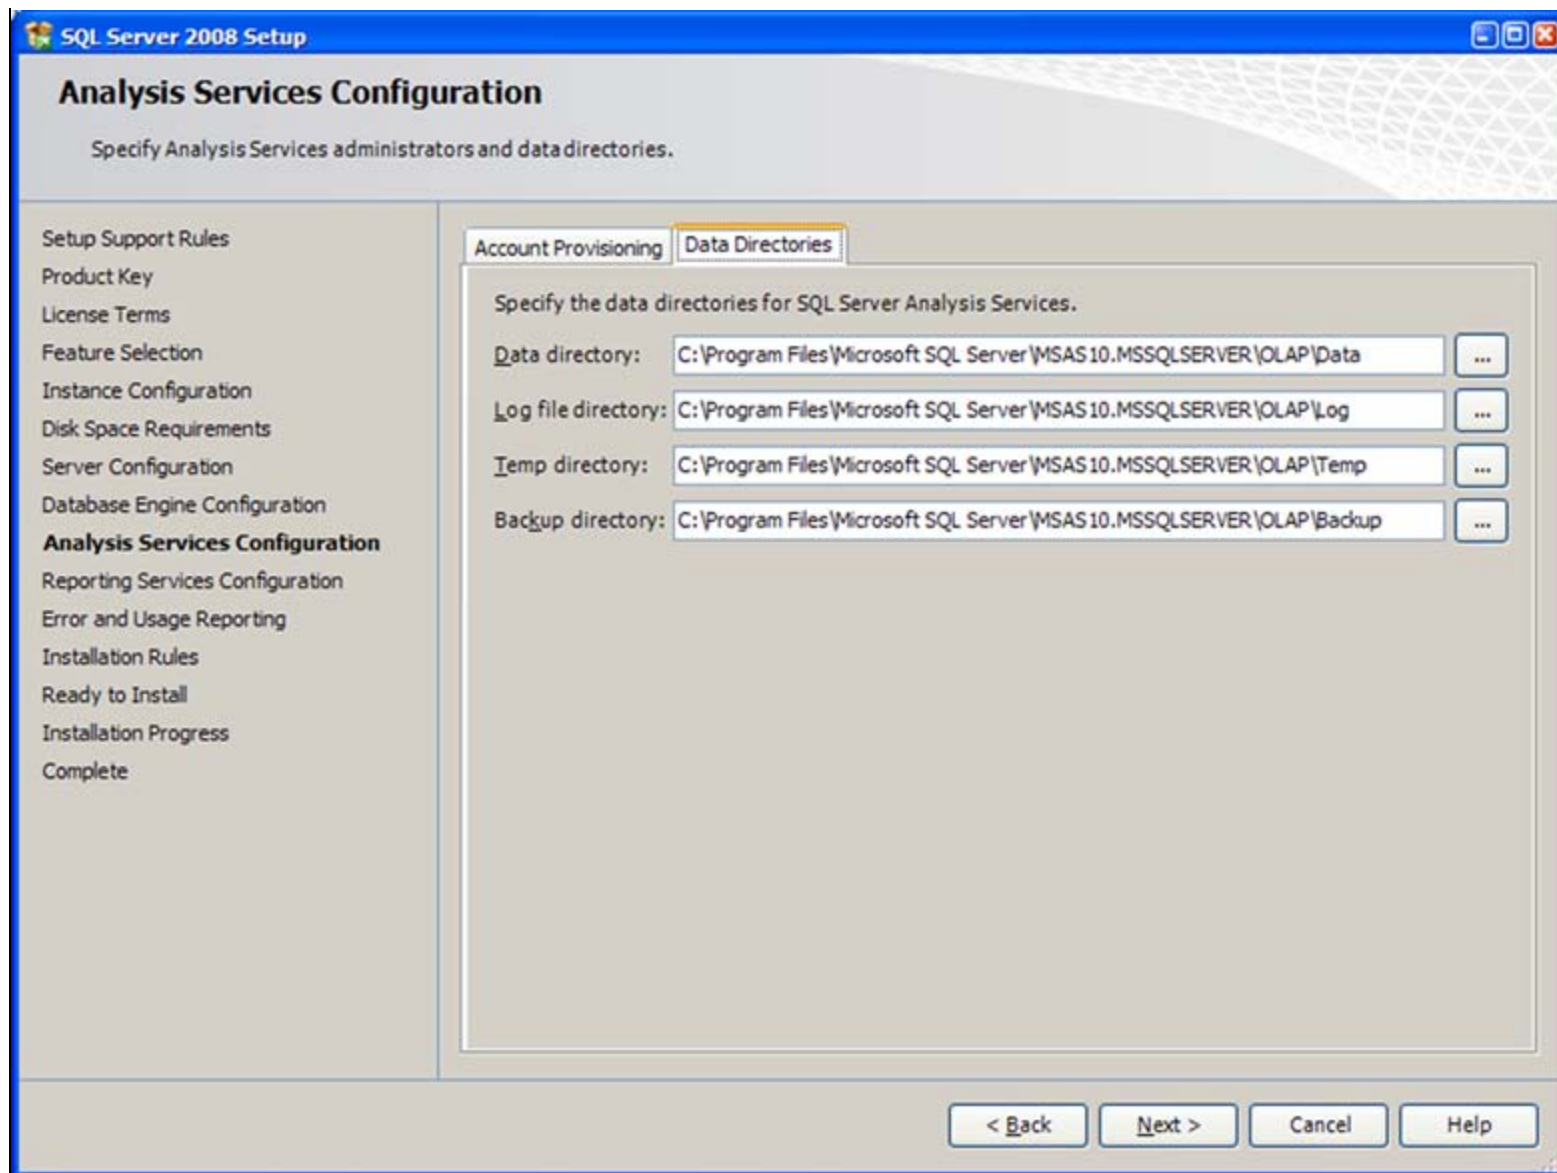 SQL Server 2008 Setup
Analysis Services Configuration
Specify Analysis Services administrators and data directories.
Setup Support Rules
Product Key
License Terms
Feature Selection
Instance Configuration
Disk Space Requirements
Server Configuration
Database Engine Configuration
Analysis Services Configuration
Reporting Services Configuration
Error and Usage Reporting
Installation Rules
Ready to Install
Installation Progress
Complete
Account Provisioning Data Directories
Specify the data directories for SQL Server Analysis Services.
Data directory: C:\Program Files\Microsoft SQL Server\MSAS10.MSSQLSERVER\OLAP\Data ...
Log file directory: C:\Program Files\Microsoft SQL Server\MSAS10.MSSQLSERVER\OLAP\Log ...
Temp directory: C:\Program Files\Microsoft SQL Server\MSAS10.MSSQLSERVER\OLAP\Temp ...
Backup directory: C:\Program Files\Microsoft SQL Server\MSAS10.MSSQLSERVER\OLAP\Backup ...
< Back Next > Cancel Help